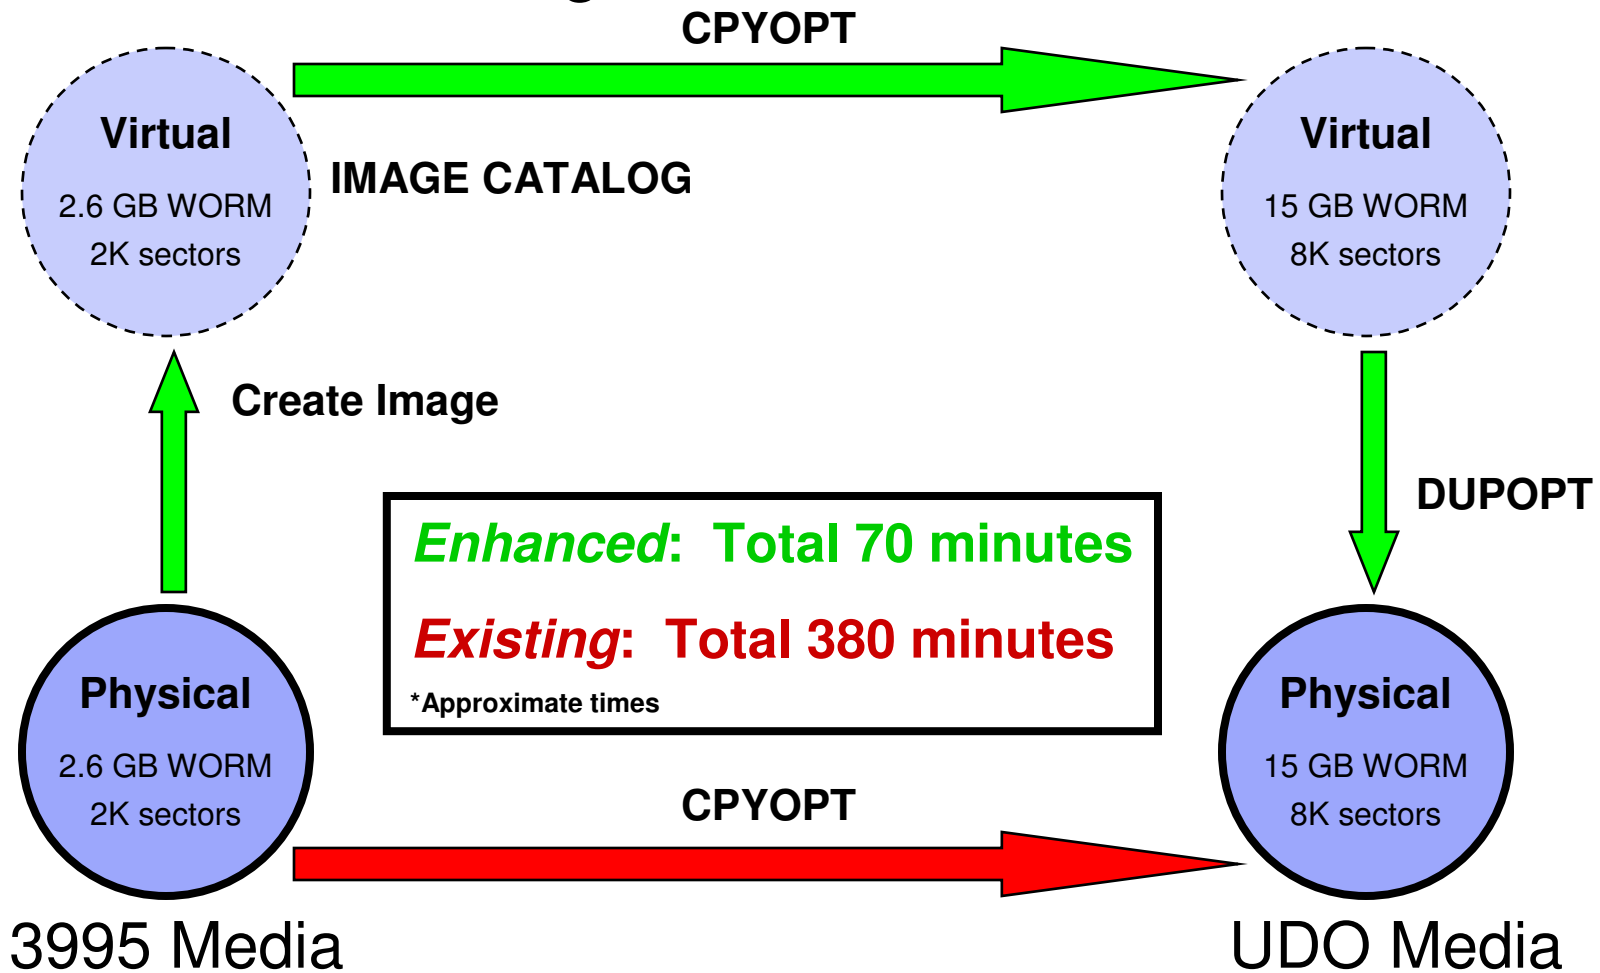 CPYOPT
Virtual
2.6 GB WORM
2K sectors
IMAGE CATALOG
Virtual
15 GB WORM
8K sectors
Create Image
DUPOPT
Enhanced: Total 70 minutes
Existing: Total 380 minutes
*Approximate times
Physical
2.6 GB WORM
2K sectors
CPYOPT
Physical
15 GB WORM
8K sectors
3995 Media
UDO Media